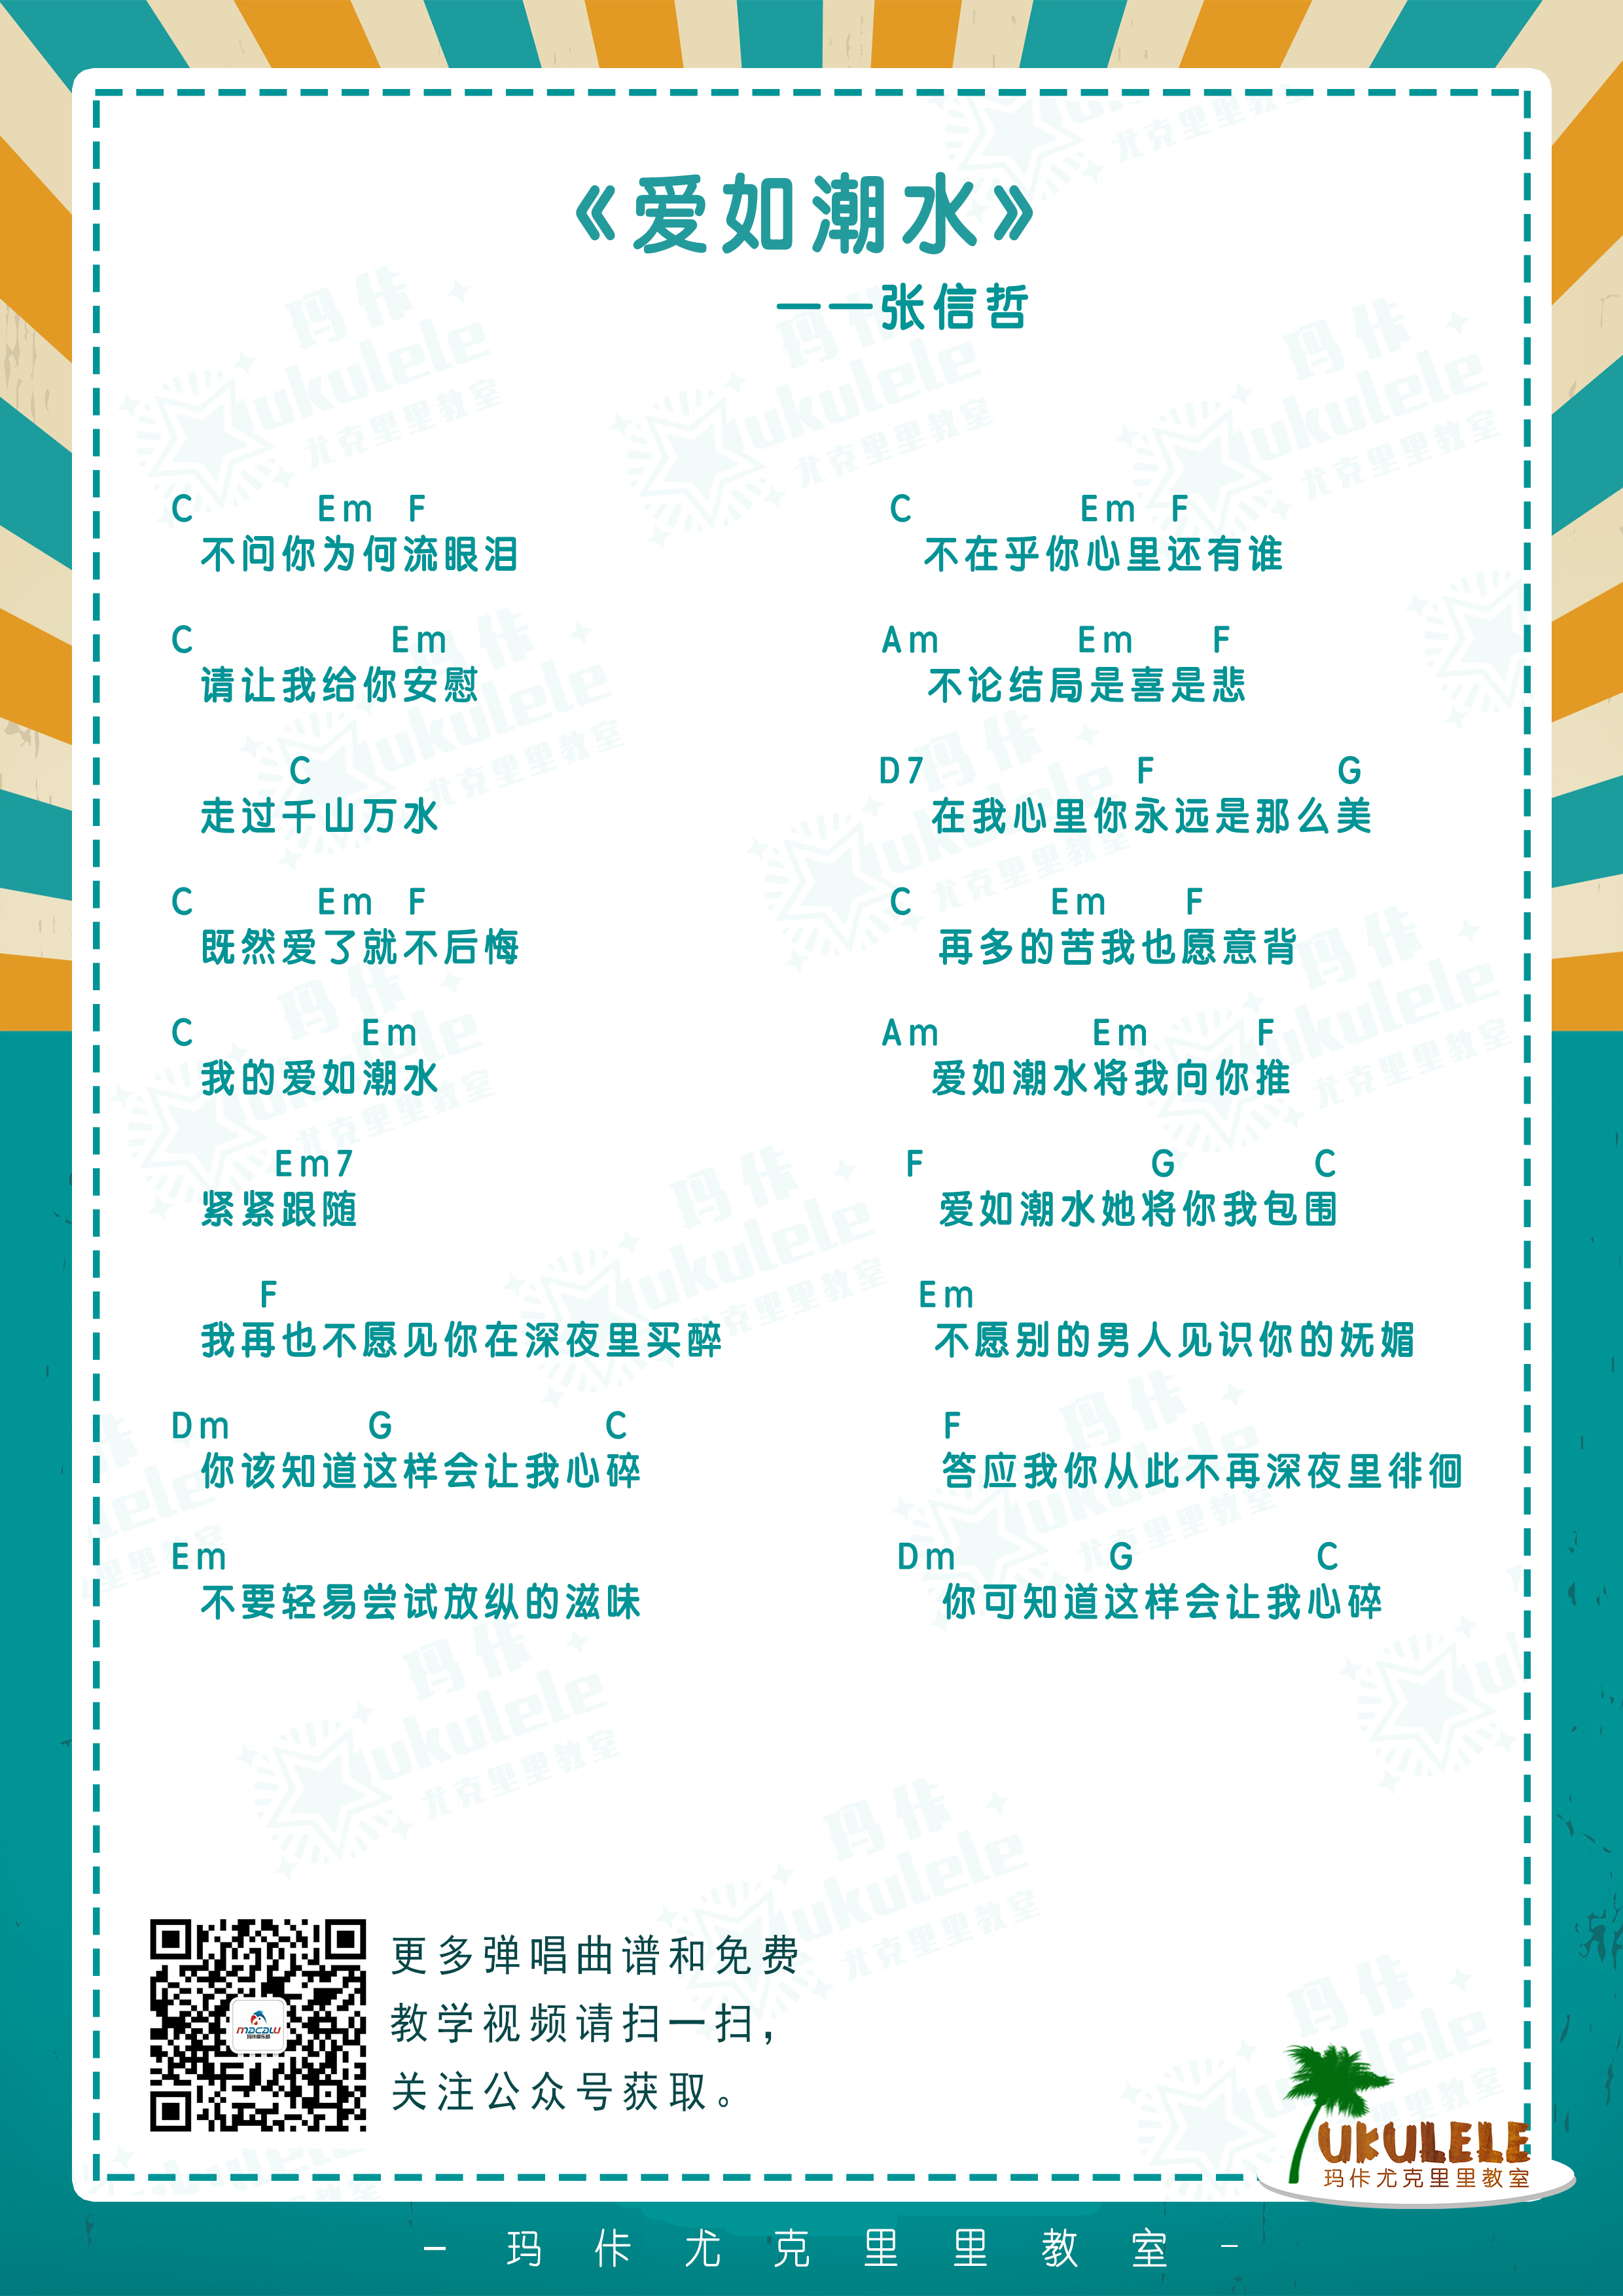 《爱如潮水》
——张信哲
C Em F
不问你为何流眼泪
C Em
请让我给你安慰
C
走过千山万水
C Em F
既然爱了就不后悔
C Em
我的爱如潮水
Em7
紧紧跟随
F
我再也不愿见你在深夜里买醉
Dm G C
你该知道这样会让我心碎
Em
不要轻易尝试放纵的滋味
C Em F
不在乎你心里还有谁
Am Em F
不论结局是喜是悲
D7 F G
在我心里你永远是那么美
C Em F
再多的苦我也愿意背
Am Em F
爱如潮水将我向你推
F G C
爱如潮水她将你我包围
Em
不愿别的男人见识你的妩媚
F
答应我你从此不再深夜里徘徊
Dm G C
你可知道这样会让我心碎
更多弹唱曲谱和免费
教学视频请扫一扫，
关注公众号获取。
macaw
UKULELE
玛佧尤克里里教室
- 玛佧尤克里里教室 -
玛佧
ukulele
尤克里里教室